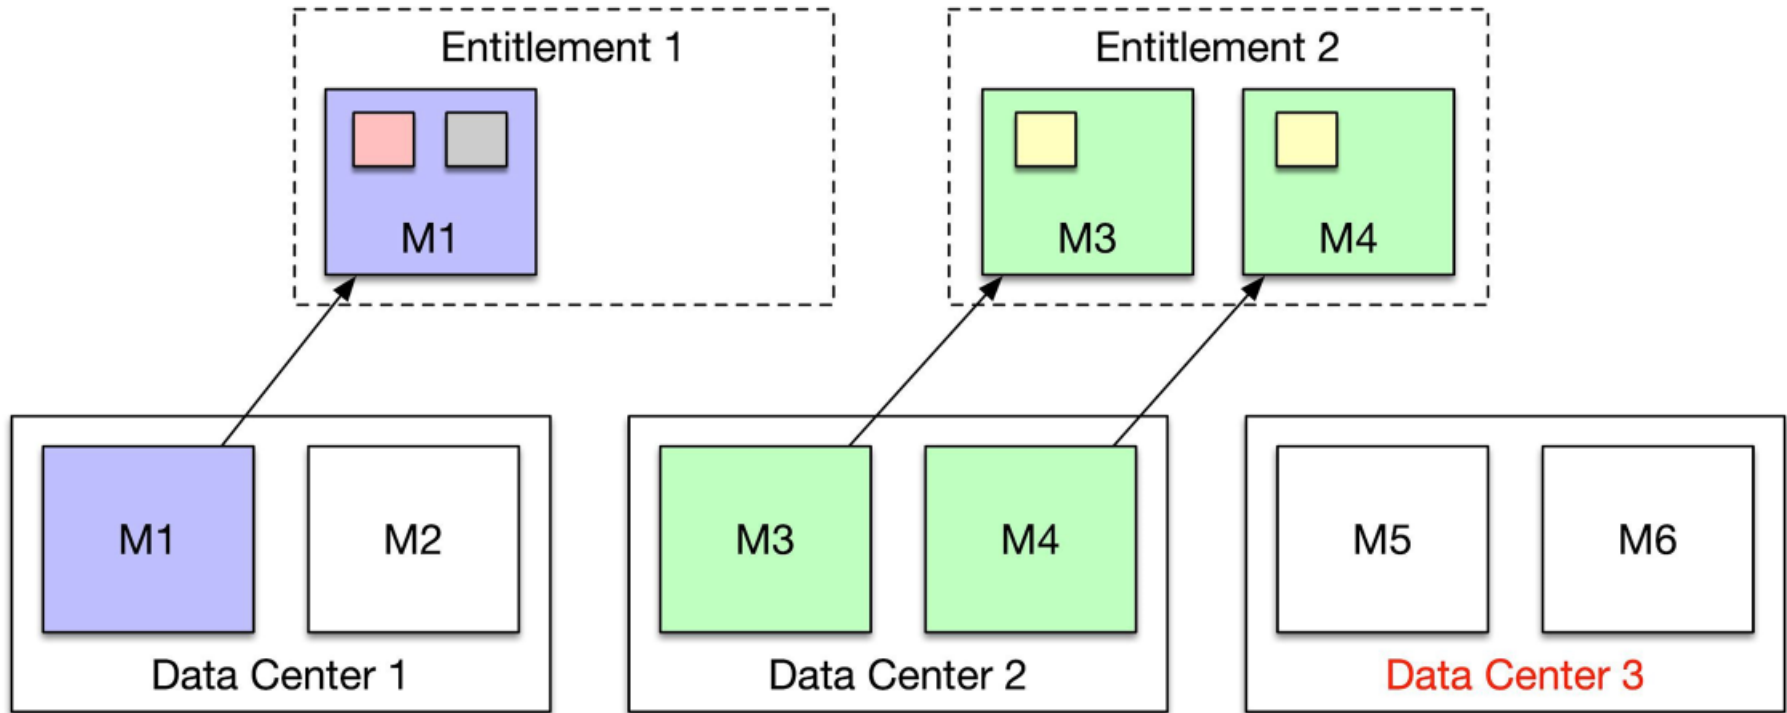 Entitlement 1
Entitlement 2
M1
M3
M4
M1
M2
M3
M4
M5
M6
Data Center 1
Data Center 2
Data Center 3